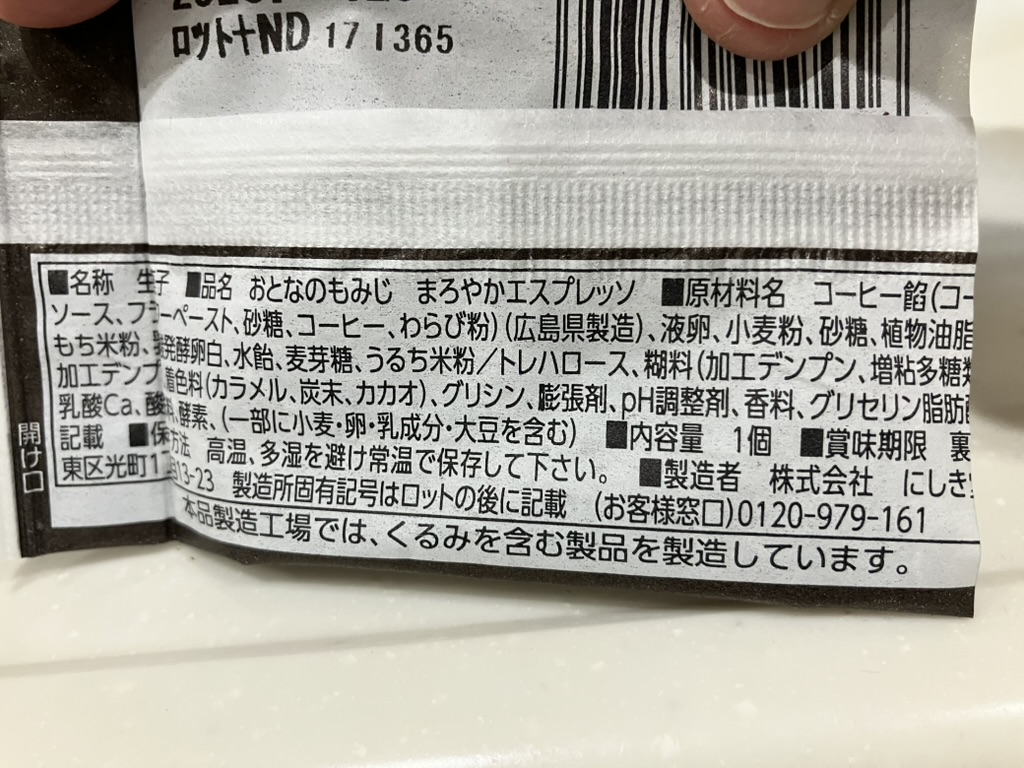 ロット+ND 17 1365
■名称 生 子 ■品名 おとなのもみじ まろやかエスプレッソ ■原材料名 コーヒー餡(コー
ソース、フラ ーペースト、砂糖、コーヒー、わらび粉)(広島県製造)、液卵、小麦粉、砂糖、植物油脂
もち米粉、 発酵卵白、水飴、麦芽糖、うるち米粉/トレハロース、糊料(加工デンプン、増粘多糖類
加工デンプ 着色料(カラメル、炭末、カカオ)、グリシン、膨張剤、pH調整剤、香料、グリセリン脂肪酸
乳酸Ca、酸 、酵素、(一部に小麦・卵・乳成分・大豆を含む) ■内容量 1個 ■賞味期限 裏
記載 ■保 方法 高温、多湿を避け常温で保存して下さい。 ■製造者 株式会社 にしき
東区光町1 13-23 製造所固有記号はロットの後に記載 (お客様窓口)0120-979-161
本品製造工場では、くるみを含む製品を製造しています。
開け口